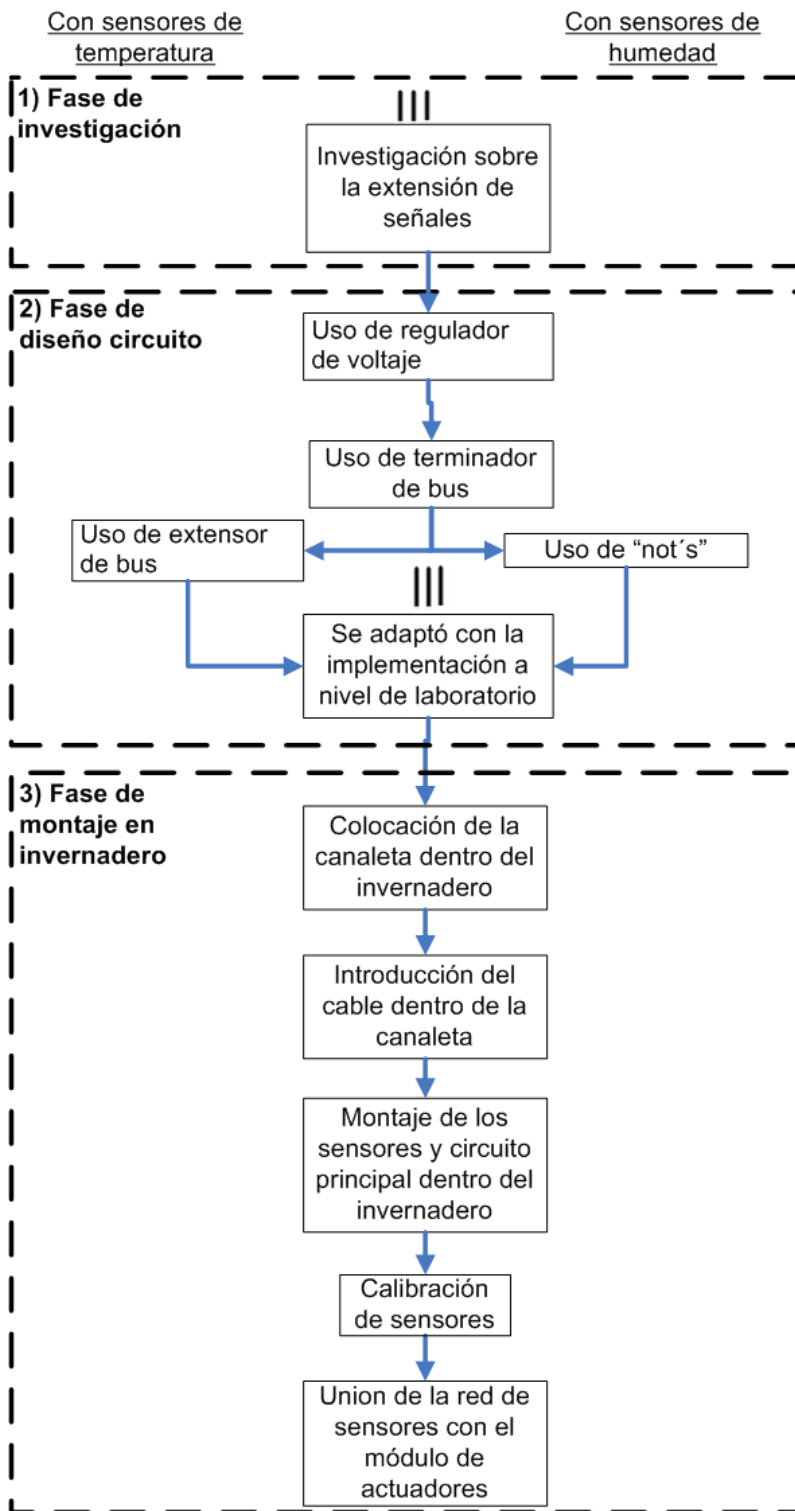 Con sensores de
temperatura
Con sensores de
humedad
1) Fase de
investigación
Investigación sobre
la extensión de
señales
2) Fase de
diseño circuito
Uso de regulador
de voltaje
Uso de terminador
de bus
Uso de extensor
de bus
Uso de “not´s”
Se adaptó con la
implementación a
nivel de laboratorio
3) Fase de
montaje en
invernadero
Colocación de la
canaleta dentro del
invernadero
Introducción del
cable dentro de la
canaleta
Montaje de los
sensores y circuito
principal dentro del
invernadero
Calibración
de sensores
Union de la red de
sensores con el
módulo de
actuadores